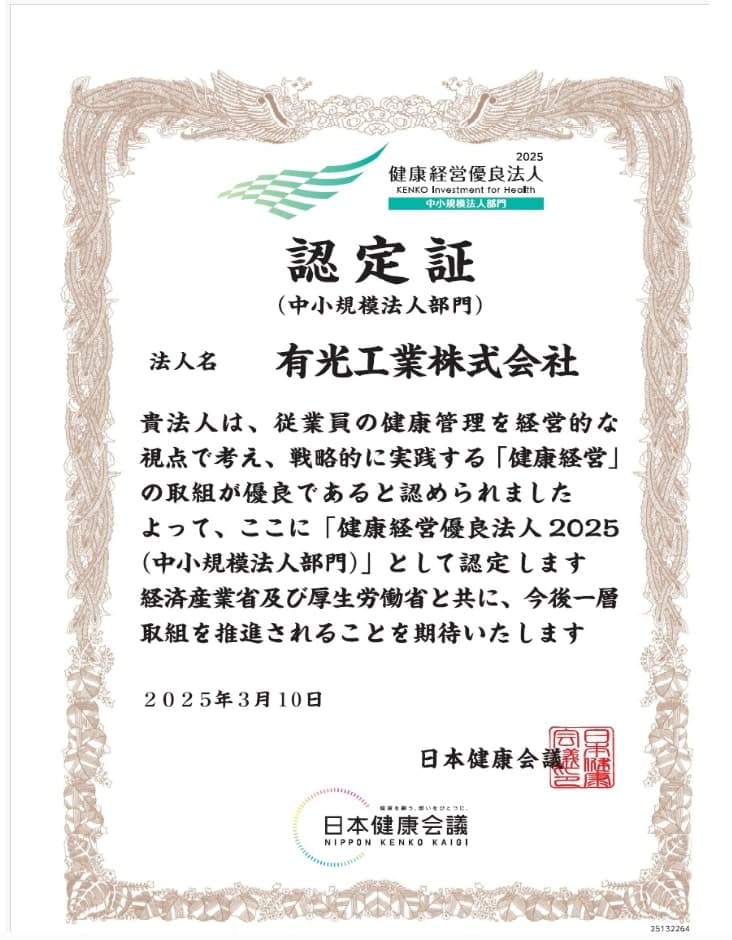 2025
健康経営優良法人
KENKO Investment for Health
中小規模法人部門
認定証
（中小規模法人部門）
法人名 有光工業株式会社
貴法人は、従業員の健康管理を経営的な
視点で考え、戦略的に実践する「健康経営」
の取組が優良であると認められました
よって、ここに「健康経営優良法人2025
（中小規模法人部門）」として認定します
経済産業省及び厚生労働省と共に、今後一層
取組を推進されることを期待いたします
2025年3月10日
日本健康会議
日本健康会議印
健康を願う、想いをひとつに。
日本健康会議
NIPPON KENKO KAIGI
25132264